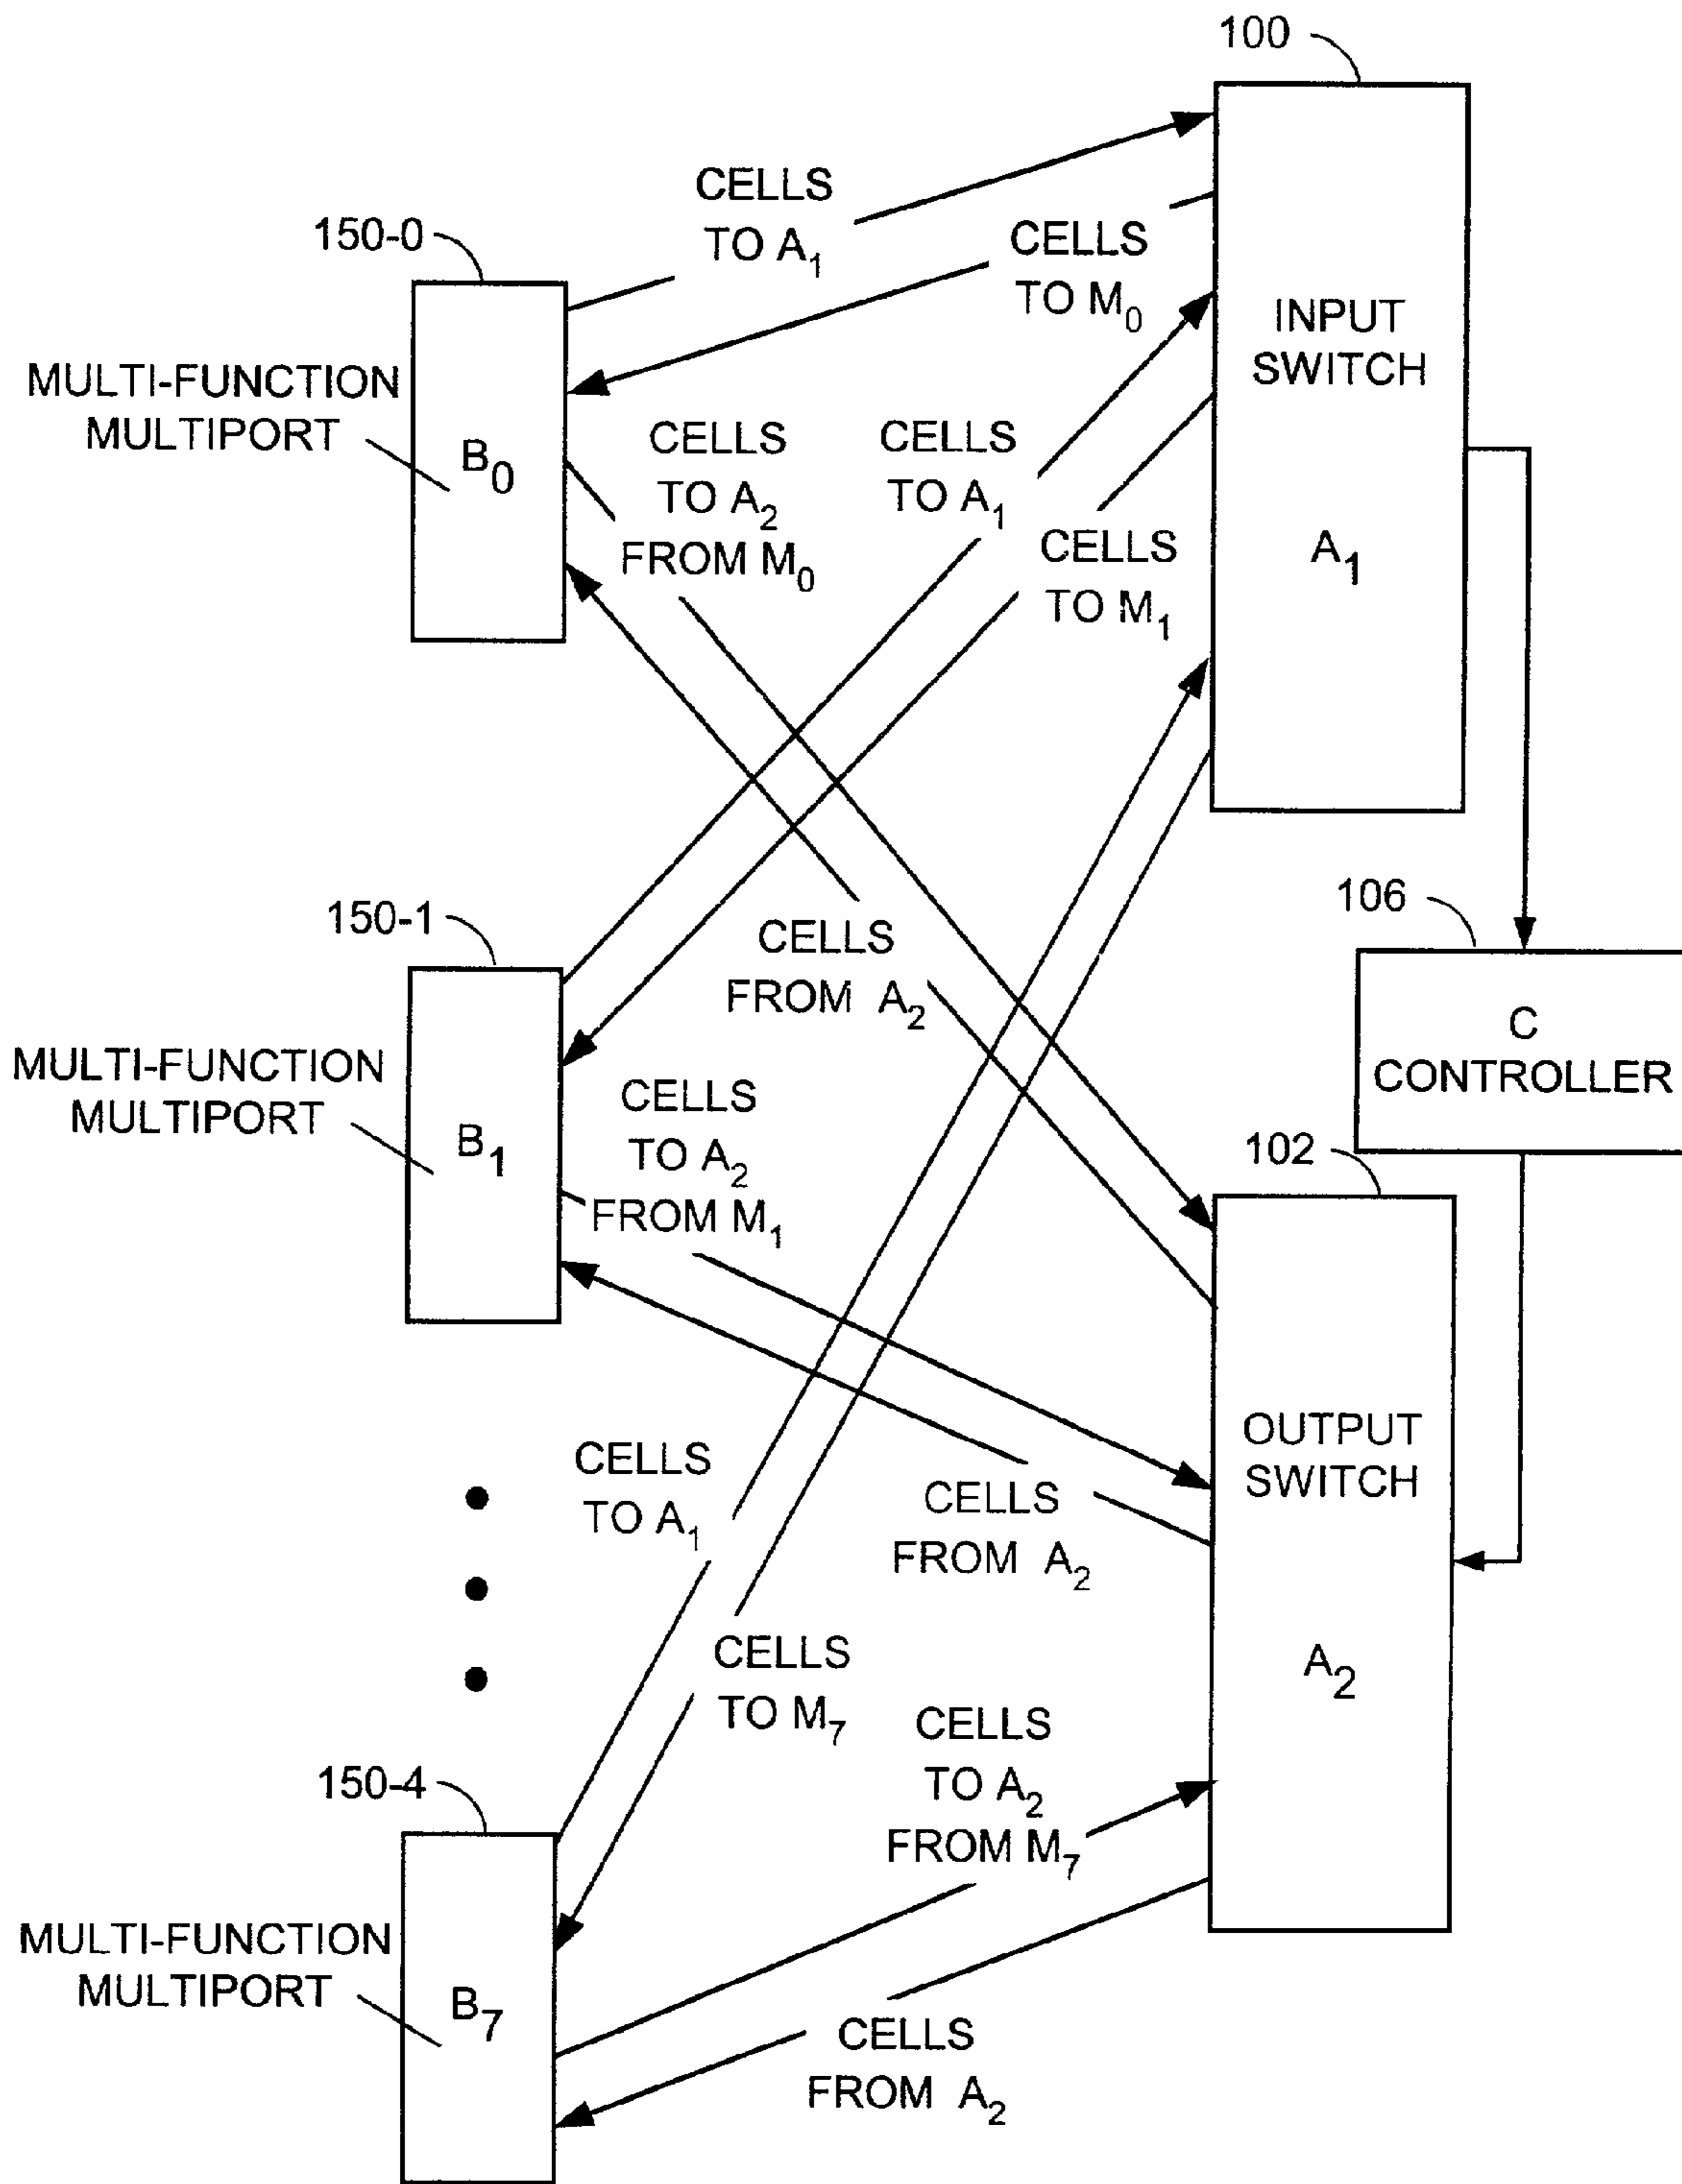 100
CELLS
TO A₁
150-0
CELLS
TO M₀
INPUT
SWITCH
A₁
MULTI-FUNCTION
MULTIPORT
B₀
CELLS
TO A₂
FROM M₀
CELLS
TO A₁
CELLS
TO M₁
106
150-1
CELLS
FROM A₂
C
CONTROLLER
MULTI-FUNCTION
MULTIPORT
B₁
CELLS
TO A₂
FROM M₁
102
OUTPUT
SWITCH
A₂
CELLS
TO A₁
CELLS
FROM A₂
CELLS
TO M₇
CELLS
TO A₂
FROM M₇
150-4
MULTI-FUNCTION
MULTIPORT
B₇
CELLS
FROM A₂